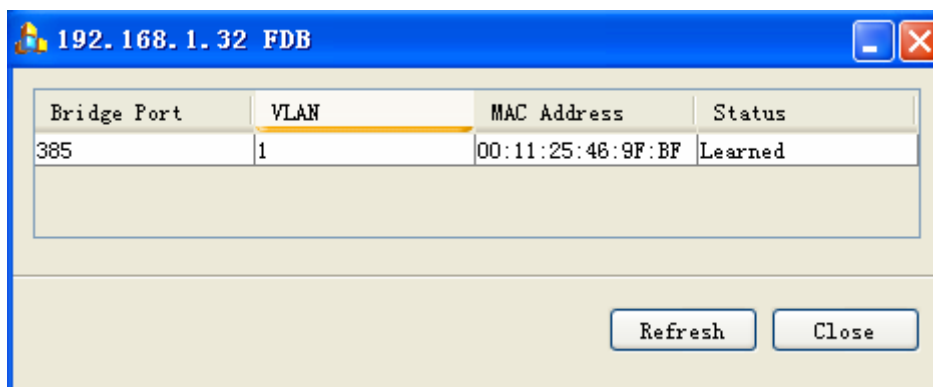 192.168.1.32 FDB
Bridge Port VLAN MAC Address Status
385 1 00:11:25:46:9F:BF Learned
Refresh Close